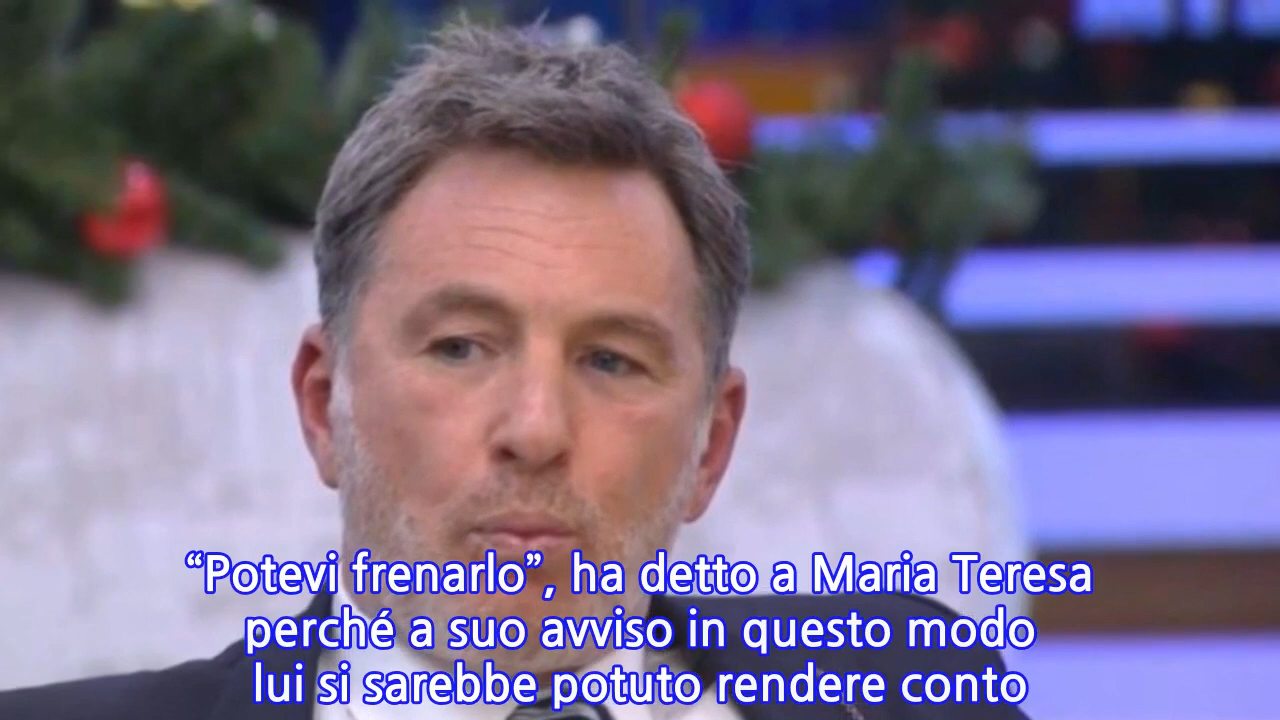 “Potevi frenarlo”, ha detto a Maria Teresa
perché a suo avviso in questo modo
lui si sarebbe potuto rendere conto